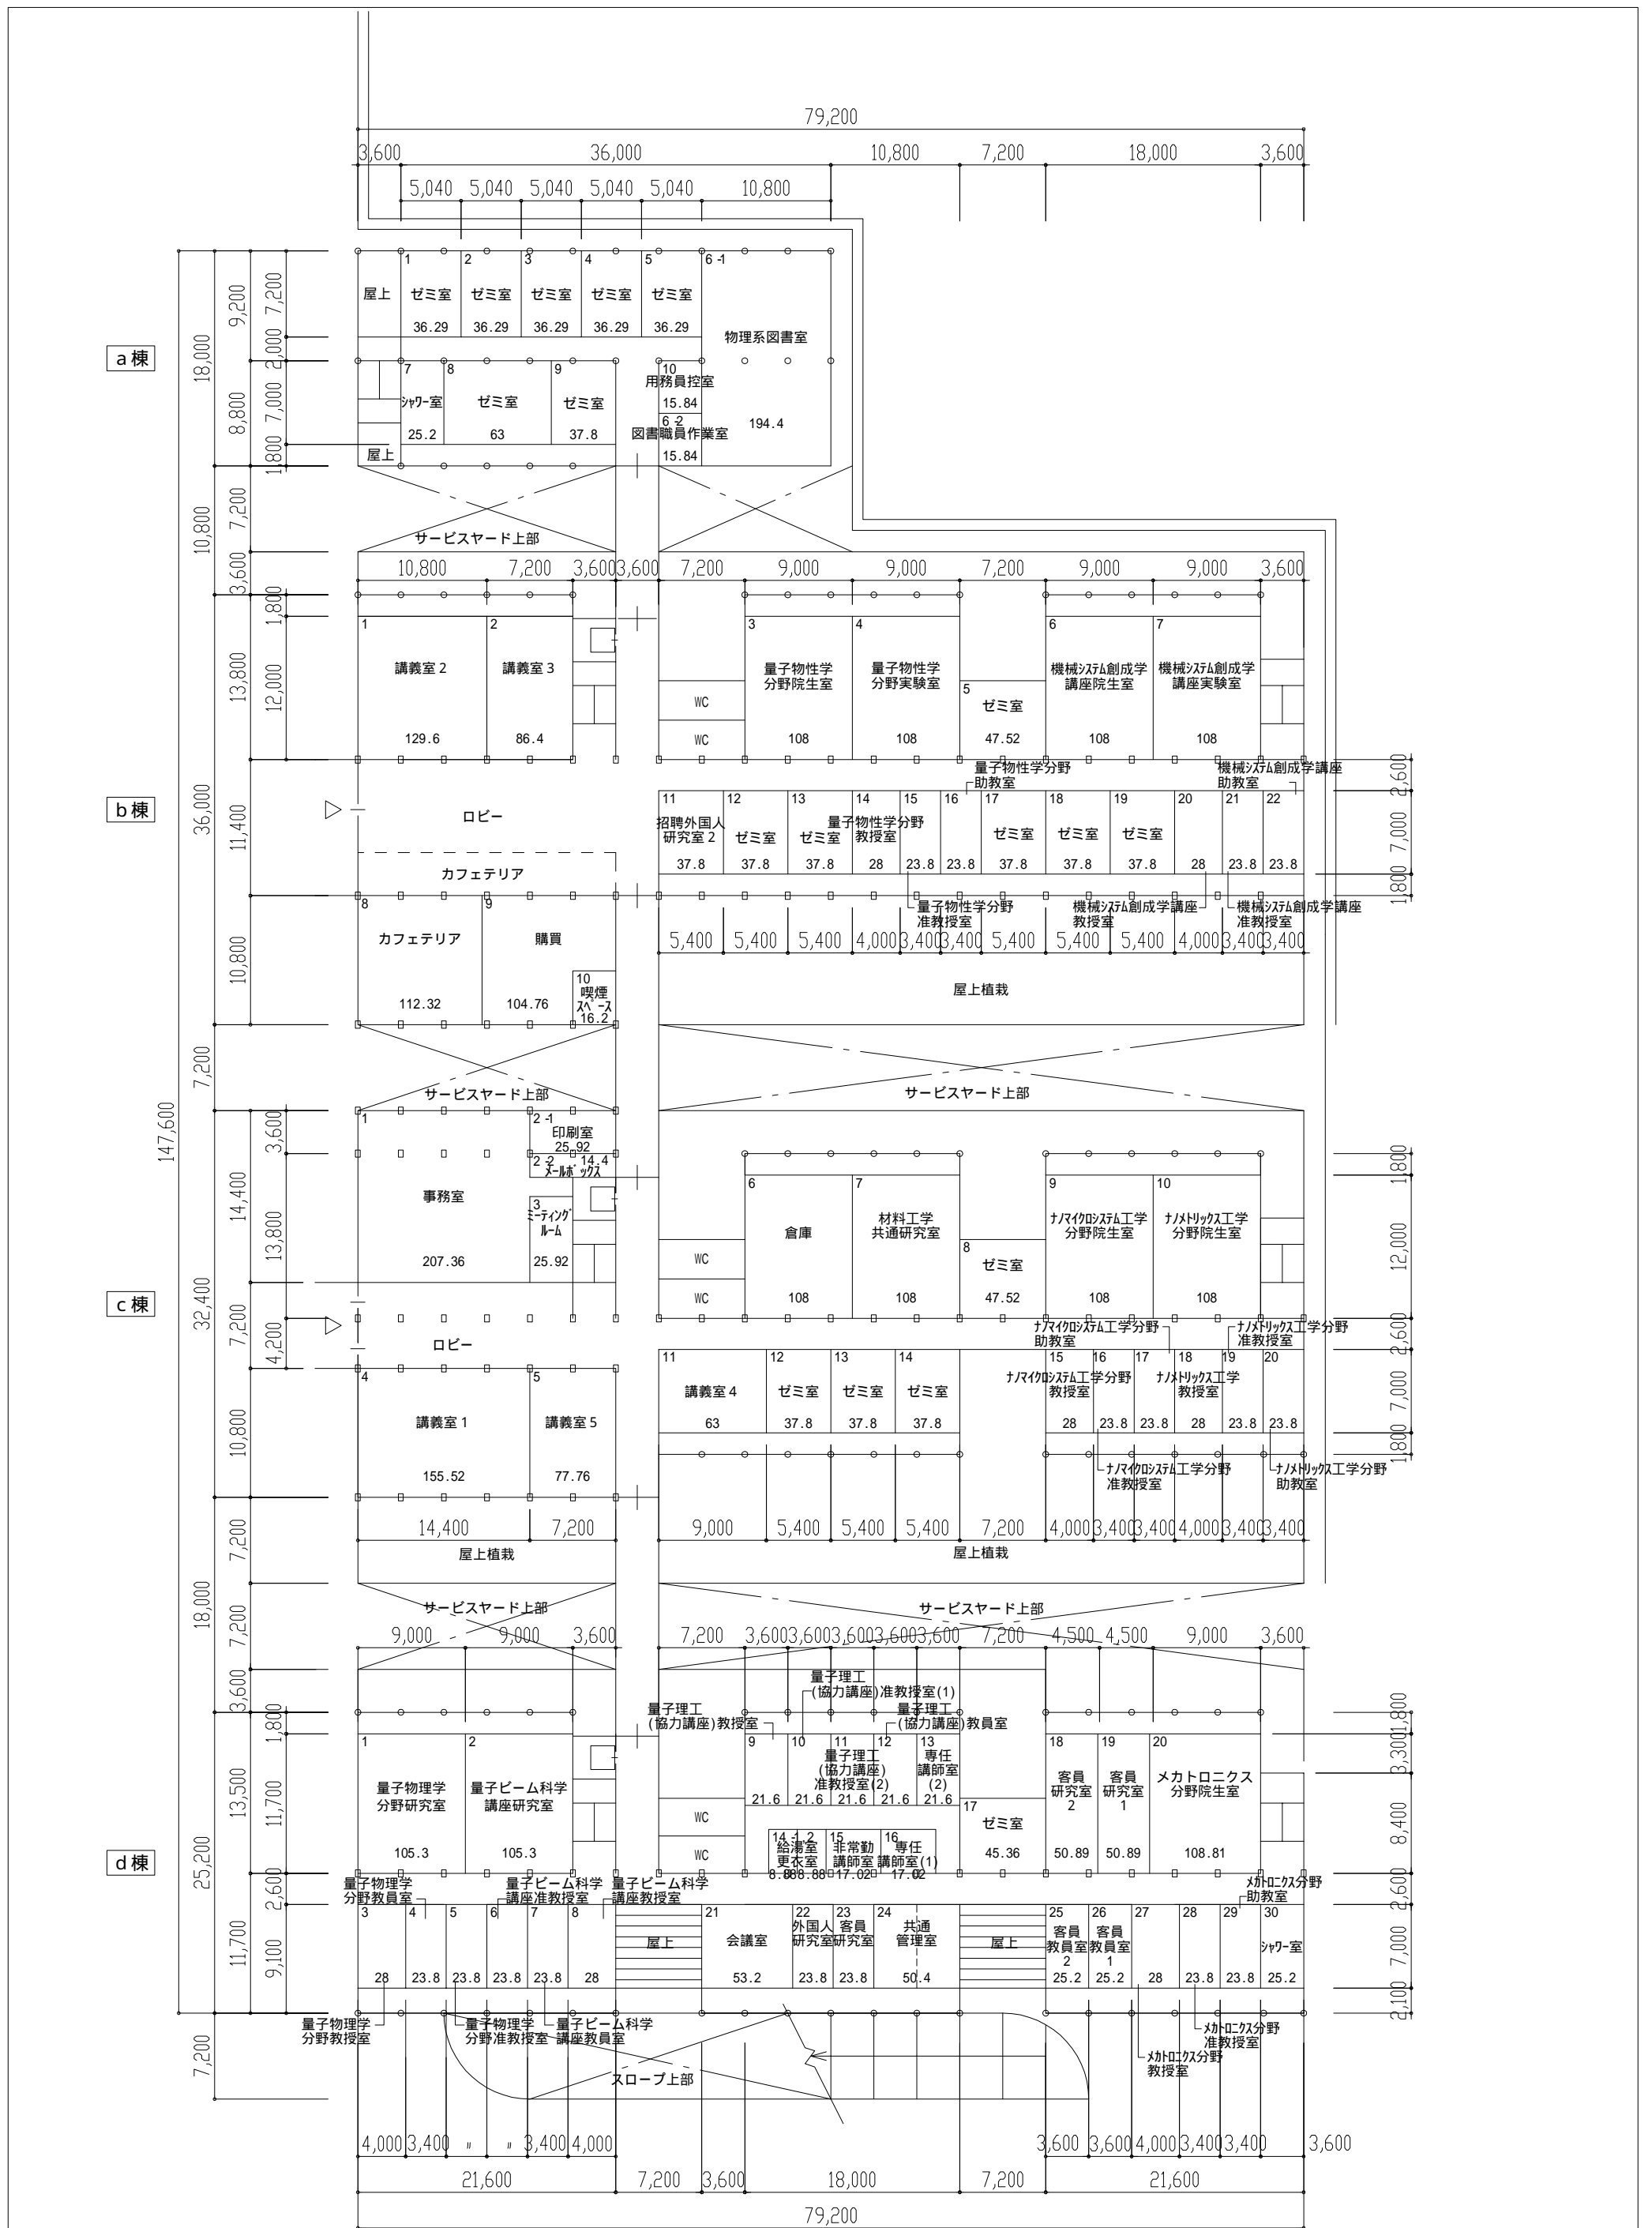 79,200
3,600 36,000 10,800 7,200 18,000 3,600
5,040 5,040 5,040 5,040 5,040 10,800
a棟
18,000
9,200
8,800
7,200
2,000
7,000
1,800
屋上
1 ゼミ室 36.29
2 ゼミ室 36.29
3 ゼミ室 36.29
4 ゼミ室 36.29
5 ゼミ室 36.29
6-1
物理系図書室
194.4
7
シャワー室
25.2
8
ゼミ室
63
9
ゼミ室
37.8
10
用務員控室
15.84
6-2
図書職員作業室
15.84
屋上
10,800
7,200
3,600
サービスヤード上部
10,800 7,200 3,600 3,600 7,200 9,000 9,000 7,200 9,000 9,000 3,600
b棟
36,000
13,800
11,400
10,800
1,800
12,000
1
講義室2
129.6
2
講義室3
86.4
WC
WC
3
量子物性学
分野院生室
108
4
量子物性学
分野実験室
108
5
ゼミ室
47.52
6
機械システム創成学
講座院生室
108
7
機械システム創成学
講座実験室
108
2,600
7,000
1,800
ロビー
カフェテリア
量子物性学分野
助教室
機械システム創成学講座
助教室
11
招聘外国人
研究室2
37.8
12
ゼミ室
37.8
13
ゼミ室
37.8
14
量子物性学分野
教授室
28
15
23.8
16
23.8
17
ゼミ室
37.8
18
ゼミ室
37.8
19
ゼミ室
37.8
20
28
21
23.8
22
23.8
量子物性学分野
准教授室
機械システム創成学講座
教授室
機械システム創成学講座
准教授室
8
カフェテリア
112.32
9
購買
104.76
10
喫煙
スペース
16.2
5,400 5,400 5,400 4,000 3,400 3,400 5,400 5,400 5,400 4,000 3,400 3,400
屋上植栽
7,200
サービスヤード上部
サービスヤード上部
147,600
c棟
32,400
3,600
14,400
13,800
7,200
4,200
10,800
1
事務室
207.36
2-1
印刷室
25.92
2-2
14.4
メールボックス
3
ミーティング
ルーム
25.92
WC
WC
6
倉庫
108
7
材料工学
共通研究室
108
8
ゼミ室
47.52
9
ナノマイクロシステム工学
分野院生室
108
10
ナノメトリックス工学
分野院生室
108
1,800
12,000
2,600
7,000
1,800
ロビー
ナノマイクロシステム工学分野
助教室
ナノメトリックス工学分野
准教授室
4
講義室1
155.52
5
講義室5
77.76
11
講義室4
63
12
ゼミ室
37.8
13
ゼミ室
37.8
14
ゼミ室
37.8
15
ナノマイクロシステム工学分野
教授室
28
16
23.8
17
23.8
18
ナノメトリックス工学
教授室
28
19
23.8
20
23.8
ナノマイクロシステム工学分野
准教授室
ナノメトリックス工学分野
助教室
14,400 7,200 9,000 5,400 5,400 5,400 7,200 4,000 3,400 3,400 4,000 3,400 3,400
屋上植栽
屋上植栽
18,000
7,200
7,200
3,600
サービスヤード上部
サービスヤード上部
9,000 9,000 3,600 7,200 3,600 3,600 3,600 3,600 3,600 7,200 4,500 4,500 9,000 3,600
d棟
25,200
13,500
11,700
1,800
11,700
2,600
9,100
量子理工
(協力講座)准教授室(1)
量子理工
(協力講座)教授室
量子理工
(協力講座)教員室
1
量子物理学
分野研究室
105.3
2
量子ビーム科学
講座研究室
105.3
WC
WC
9
21.6
10
21.6
11
量子理工
(協力講座)
准教授室(2)
21.6
12
21.6
13
専任
講師室
(2)
21.6
14-1,2
給湯室
更衣室
8.88
8.88
15
非常勤
講師室
17.02
16
専任
講師室(1)
17.02
17
ゼミ室
45.36
18
客員
研究室
2
50.89
19
客員
研究室
1
50.89
20
メカトロニクス
分野院生室
108.81
1,800
3,300
8,400
2,600
7,000
2,100
量子物理学
分野教員室
量子ビーム科学
講座准教授室
量子ビーム科学
講座教授室
メカトロニクス分野
助教室
3
28
4
23.8
5
23.8
6
23.8
7
23.8
8
28
屋上
21
会議室
53.2
22
外国人
研究室
23.8
23
客員
研究室
23.8
24
共通
管理室
50.4
屋上
25
客員
教員室
2
25.2
26
客員
教員室
1
25.2
27
28
28
23.8
29
23.8
30
シャワー室
25.2
量子物理学
分野教授室
量子物理学
分野准教授室
量子ビーム科学
講座教員室
メカトロニクス分野
准教授室
メカトロニクス分野
教授室
7,200
スロープ上部
4,000 3,400 〃 〃 3,400 4,000 3,600 3,600 4,000 3,400 3,400 3,600
21,600 7,200 3,600 18,000 7,200 21,600
79,200